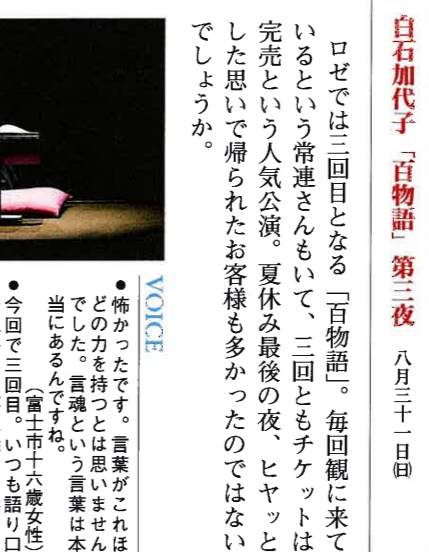 白石加代子「百物語」第三夜 八月三十一日㈰
ロゼでは三回目となる「百物語」。毎回観に来て
いるという常連さんもいて、三回ともチケットは
完売という人気公演。夏休み最後の夜、ヒヤッと
した思いで帰られたお客様も多かったのではない
でしょうか。
VOICE
●怖かったです。言葉がこれほ
どの力を持つとは思いません
でした。言魂という言葉は本
当にあるんですね。
(富士市十六歳女性)
●今回で三回目。いつも語り口